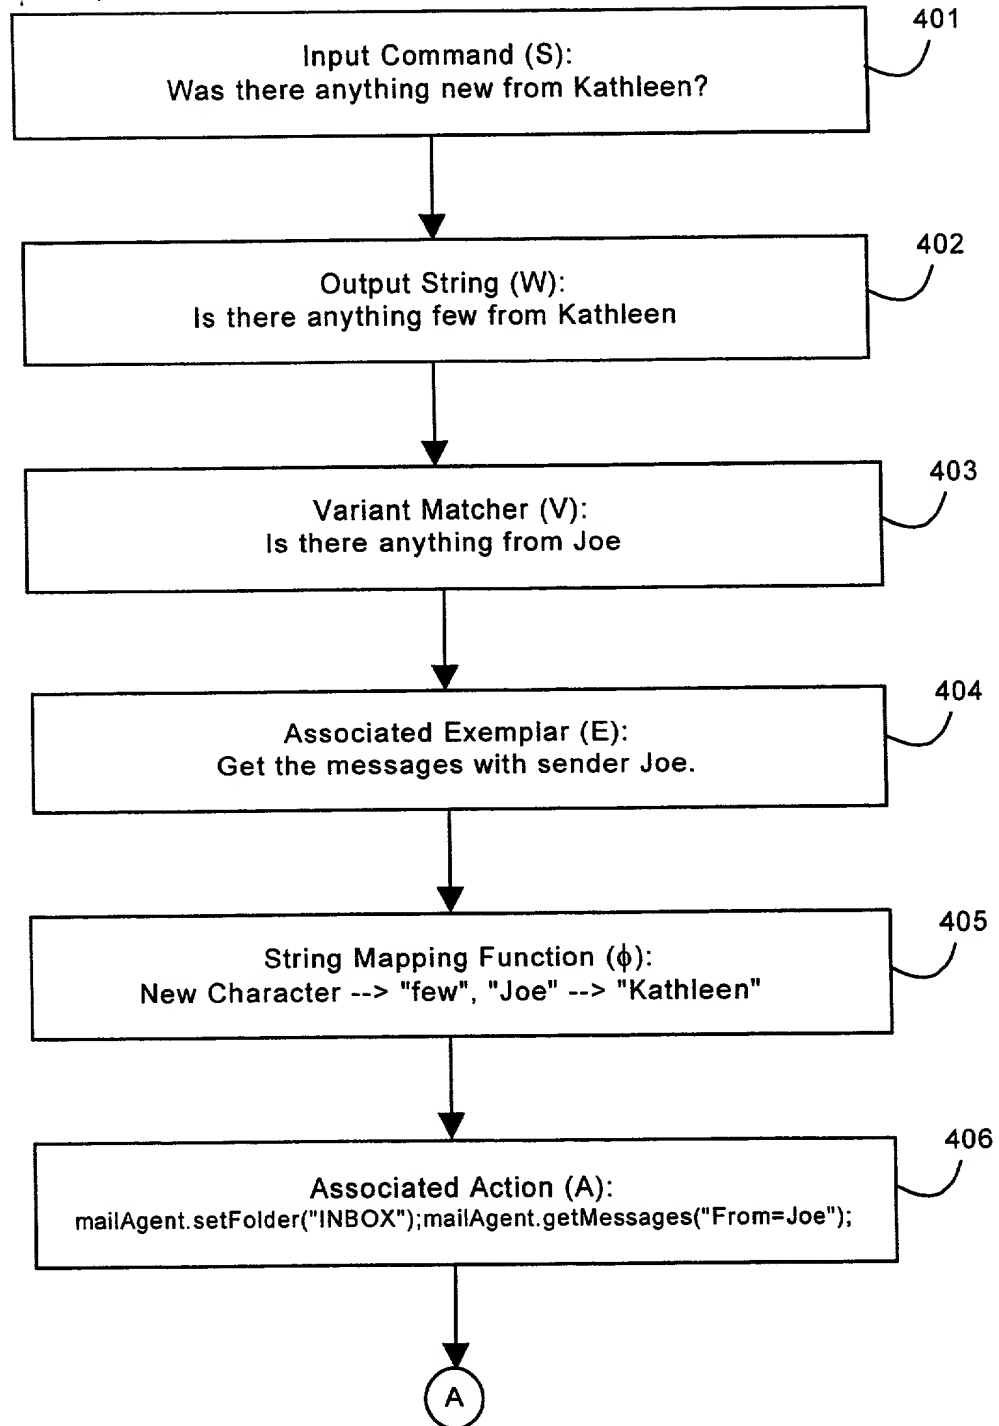 401
Input Command (S):
Was there anything new from Kathleen?
402
Output String (W):
Is there anything few from Kathleen
403
Variant Matcher (V):
Is there anything from Joe
404
Associated Exemplar (E):
Get the messages with sender Joe.
405
String Mapping Function (ϕ):
New Character --> "few", "Joe" --> "Kathleen"
406
Associated Action (A):
mailAgent.setFolder("INBOX");mailAgent.getMessages("From=Joe");
A